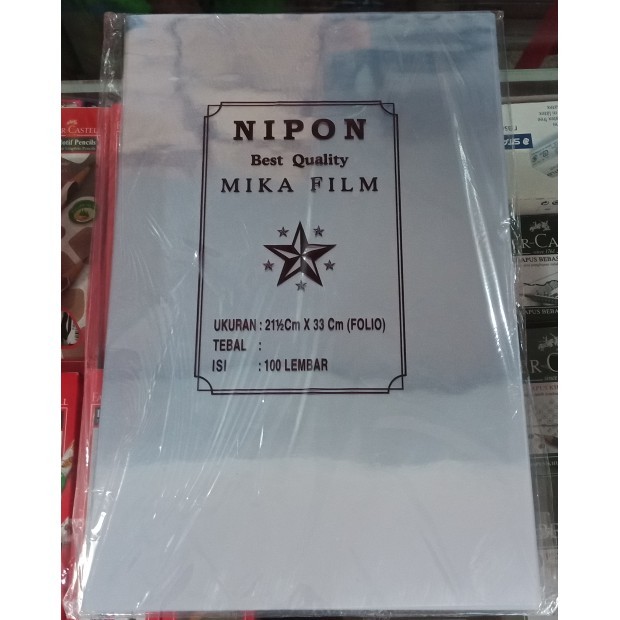 NIPON
Best Quality
MIKA FILM
UKURAN : 21½Cm X 33 Cm (FOLIO)
TEBAL :
ISI : 100 LEMBAR